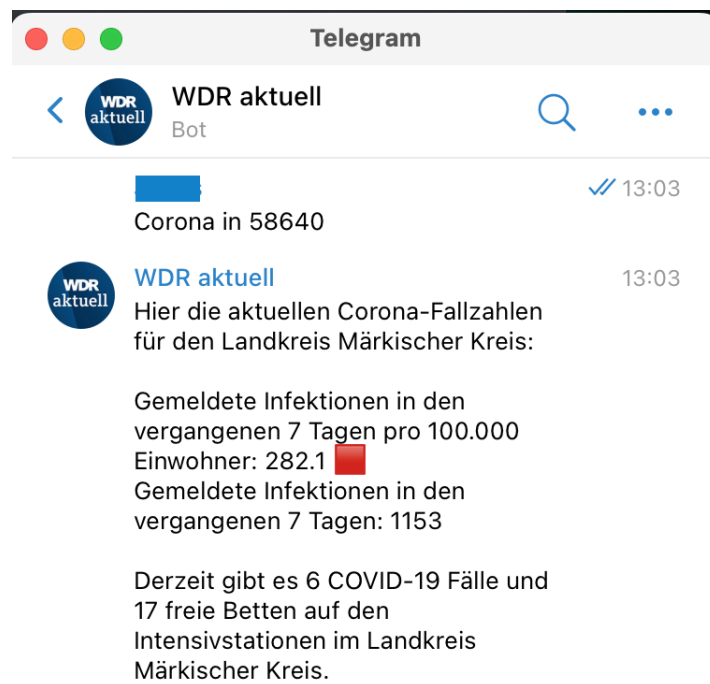 Telegram
WDR aktuell
Bot
WDR
aktuell
13:03
Corona in 58640
WDR aktuell
13:03
WDR
aktuell
Hier die aktuellen Corona-Fallzahlen
für den Landkreis Märkischer Kreis:
Gemeldete Infektionen in den
vergangenen 7 Tagen pro 100.000
Einwohner: 282.1
Gemeldete Infektionen in den
vergangenen 7 Tagen: 1153
Derzeit gibt es 6 COVID-19 Fälle und
17 freie Betten auf den
Intensivstationen im Landkreis
Märkischer Kreis.